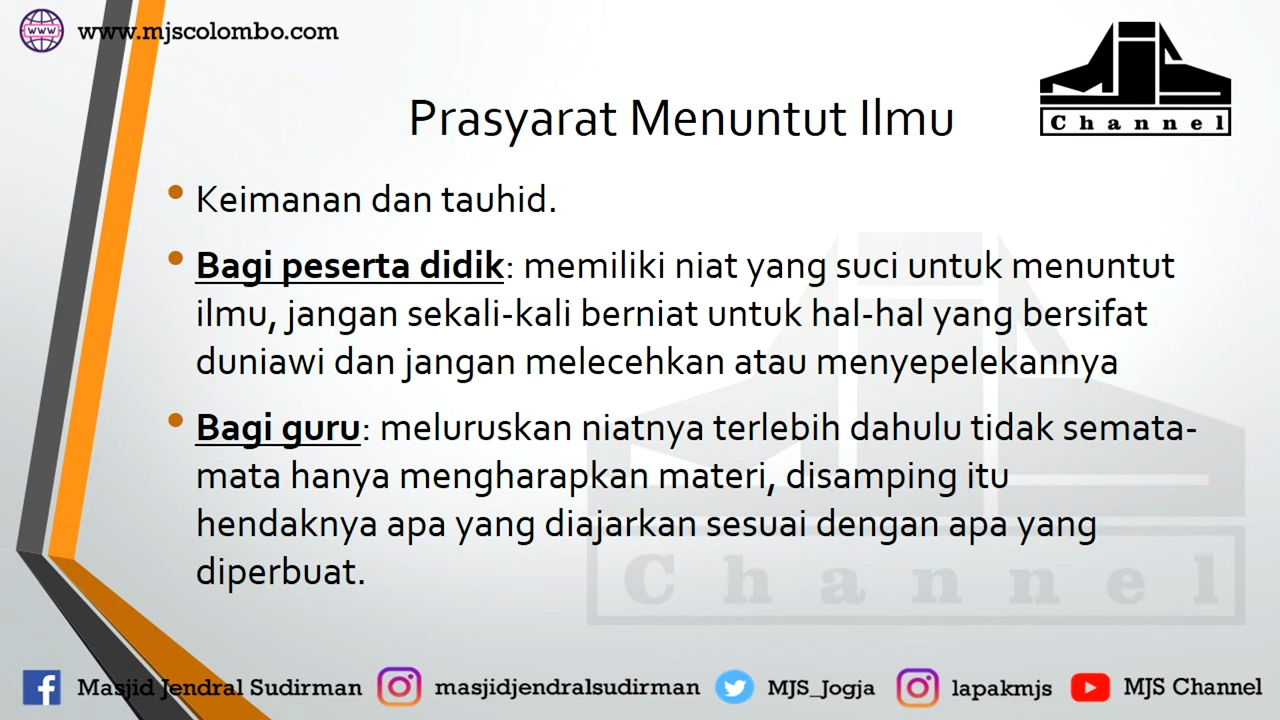 www.mjscolombo.com
MJS
Channel
Prasyarat Menuntut Ilmu
• Keimanan dan tauhid.
• Bagi peserta didik: memiliki niat yang suci untuk menuntut
ilmu, jangan sekali-kali berniat untuk hal-hal yang bersifat
duniawi dan jangan melecehkan atau menyepelekannya
• Bagi guru: meluruskan niatnya terlebih dahulu tidak semata-
mata hanya mengharapkan materi, disamping itu
hendaknya apa yang diajarkan sesuai dengan apa yang
diperbuat.
Channel
Masjid Jendral Sudirman
masjidjendralsudirman
MJS_Jogja
lapakmjs
MJS Channel